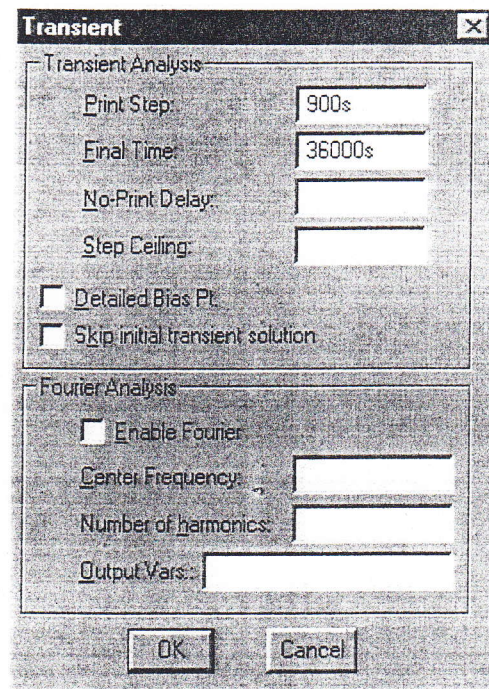 Transient
Transient Analysis
Print Step: 900s
Final Time: 36000s
No-Print Delay:
Step Ceiling:
Detailed Bias Pt.
Skip initial transient solution
Fourier Analysis
Enable Fourier
Center Frequency:
Number of harmonics:
Output Vars.:
OK Cancel